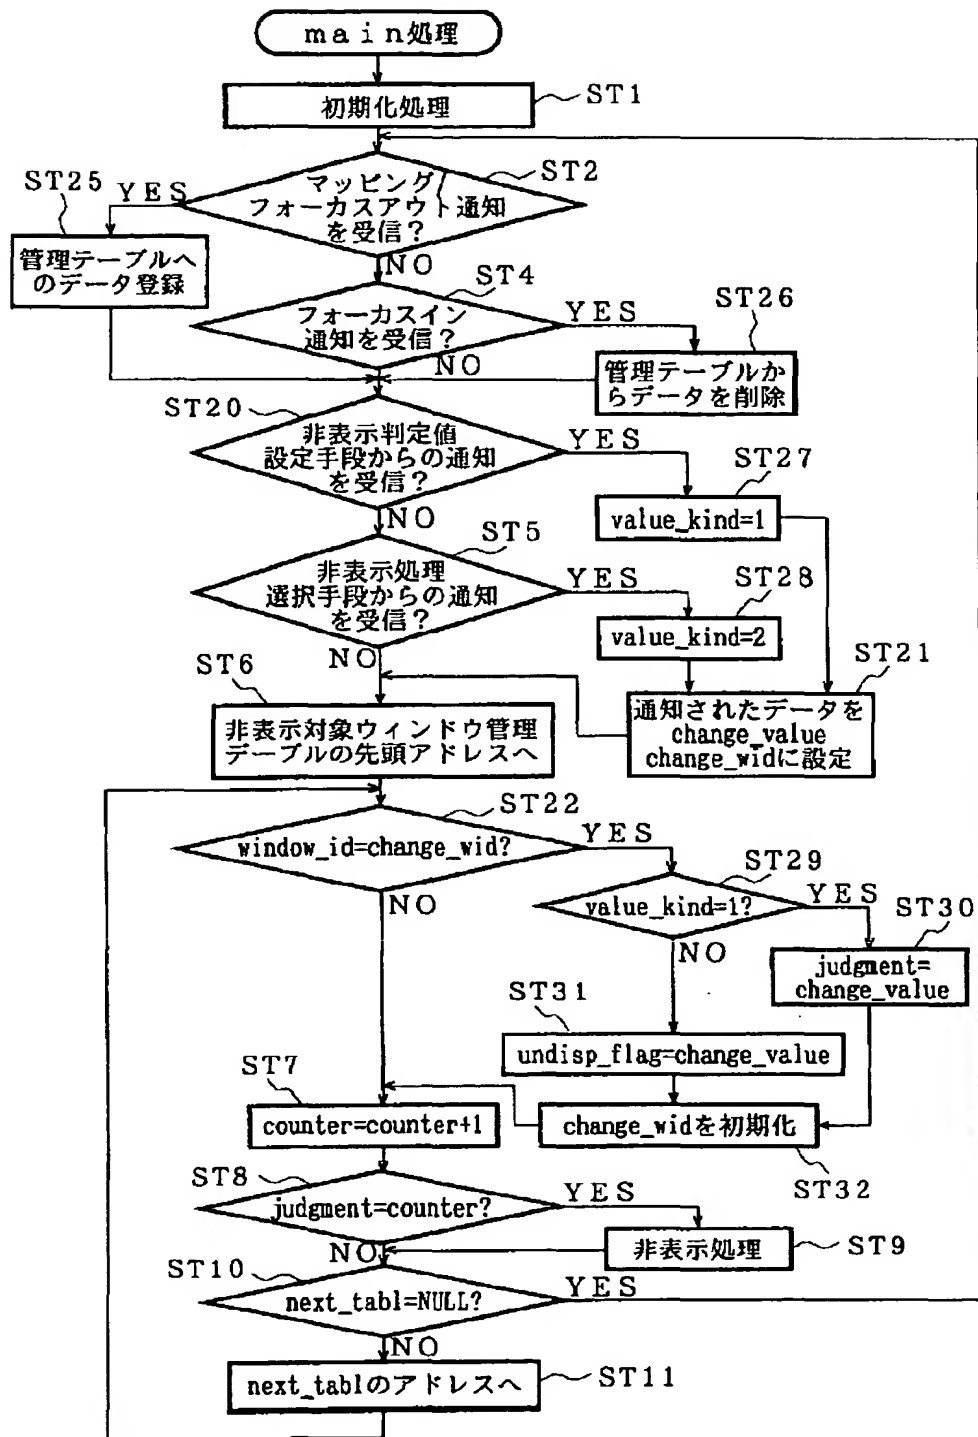 main処理
初期化処理
ST1
マッピング/
フォーカスアウト通知
を受信?
ST2
YES
NO
ST25
管理テーブルへ
のデータ登録
フォーカスイン
通知を受信?
ST4
YES
NO
ST26
管理テーブルか
らデータを削除
ST20
非表示判定値
設定手段からの通知
を受信?
YES
NO
ST27
value_kind=1
ST5
非表示処理
選択手段からの通知
を受信?
YES
NO
ST28
value_kind=2
ST21
通知されたデータを
change_value
change_widに設定
ST6
非表示対象ウィンドウ管理
テーブルの先頭アドレスへ
ST22
window_id=change_wid?
YES
NO
ST29
value_kind=1?
YES
NO
ST30
judgment=
change_value
ST31
undisp_flag=change_value
change_widを初期化
ST32
ST7
counter=counter+1
ST8
judgment=counter?
YES
NO
非表示処理
ST9
ST10
next_tabl=NULL?
YES
NO
next_tablのアドレスへ
ST11